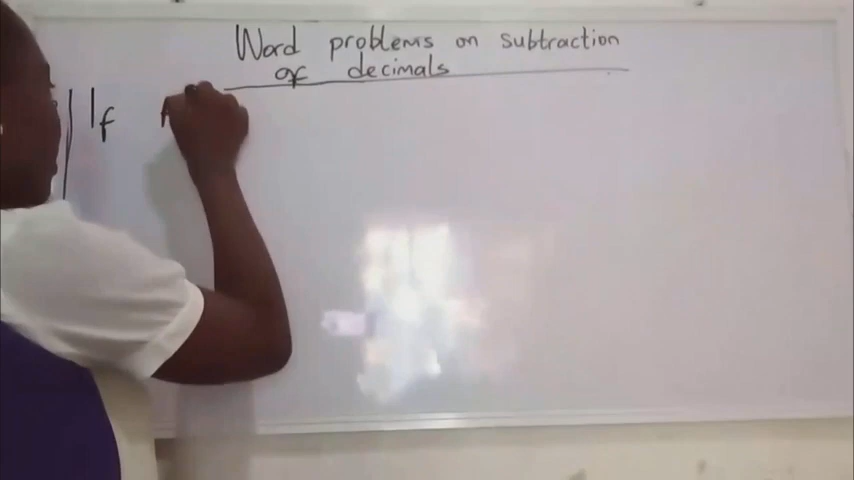 Word problems on subtraction
of decimals
If